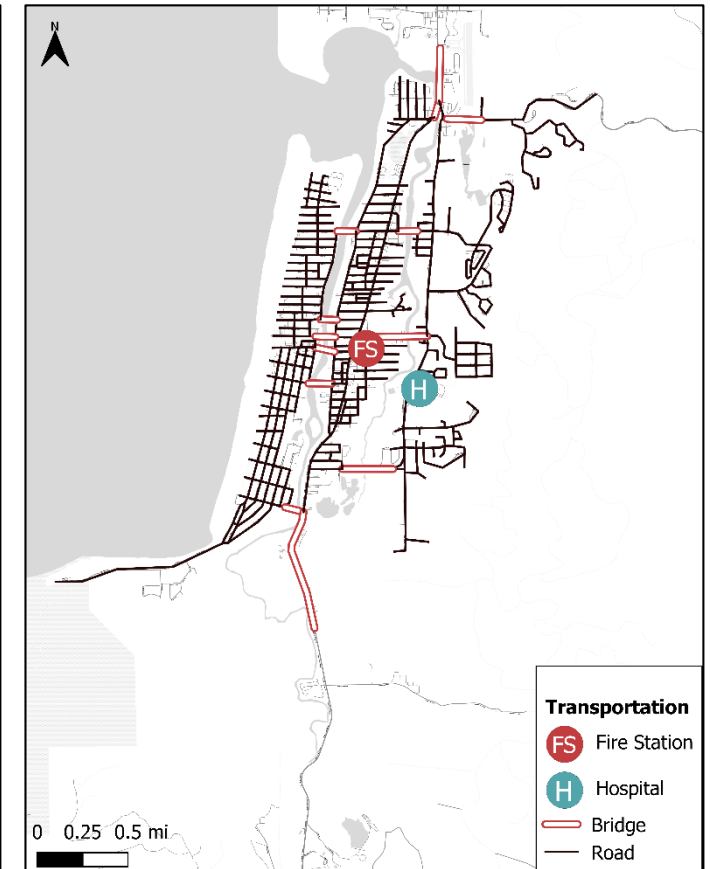 N
FS
H
Transportation
FS Fire Station
H Hospital
Bridge
Road
0 0.25 0.5 mi